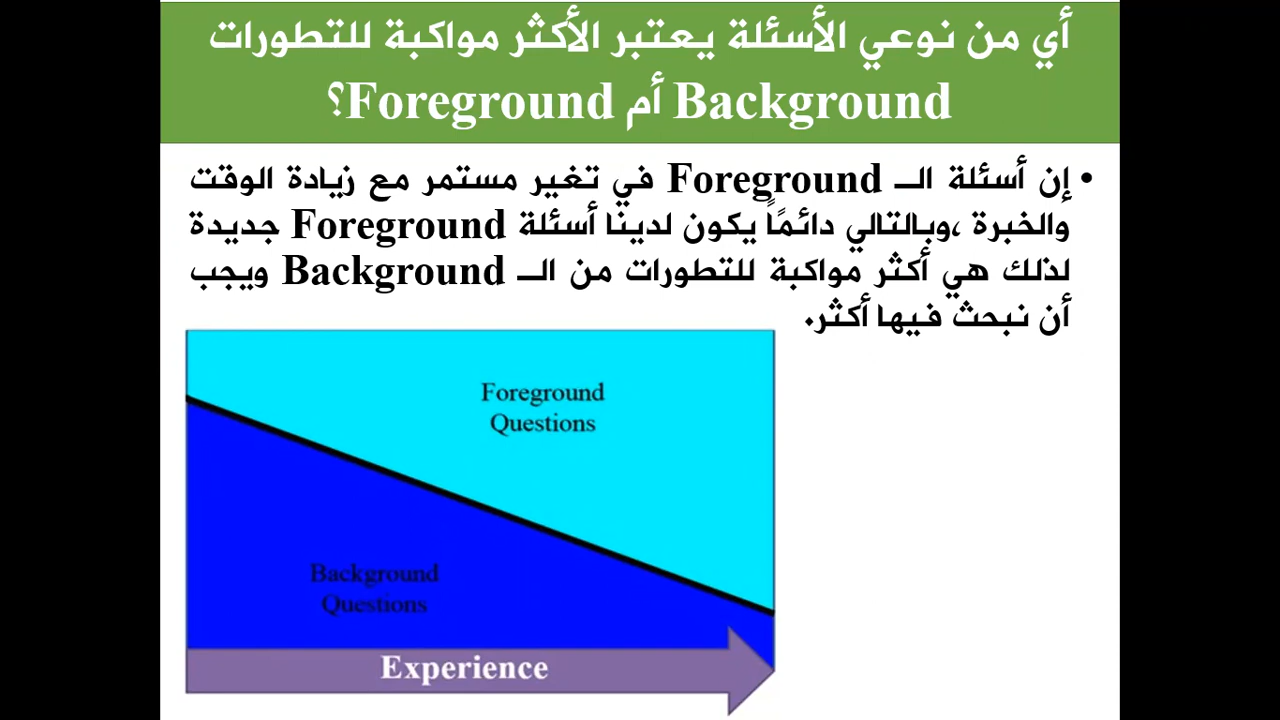 أي من نوعي الأسئلة يعتبر الأكثر مواكبة للتطورات
Background أم Foreground؟
• إن أسئلة الـ Foreground في تغير مستمر مع زيادة الوقت
والخبرة ،وبالتالي دائمًاً يكون لدينا أسئلة Foreground جديدة
لذلك هي أكثر مواكبة للتطورات من الـ Background ويجب
أن نبحث فيها أكثر.
Foreground
Questions
Background
Questions
Experience